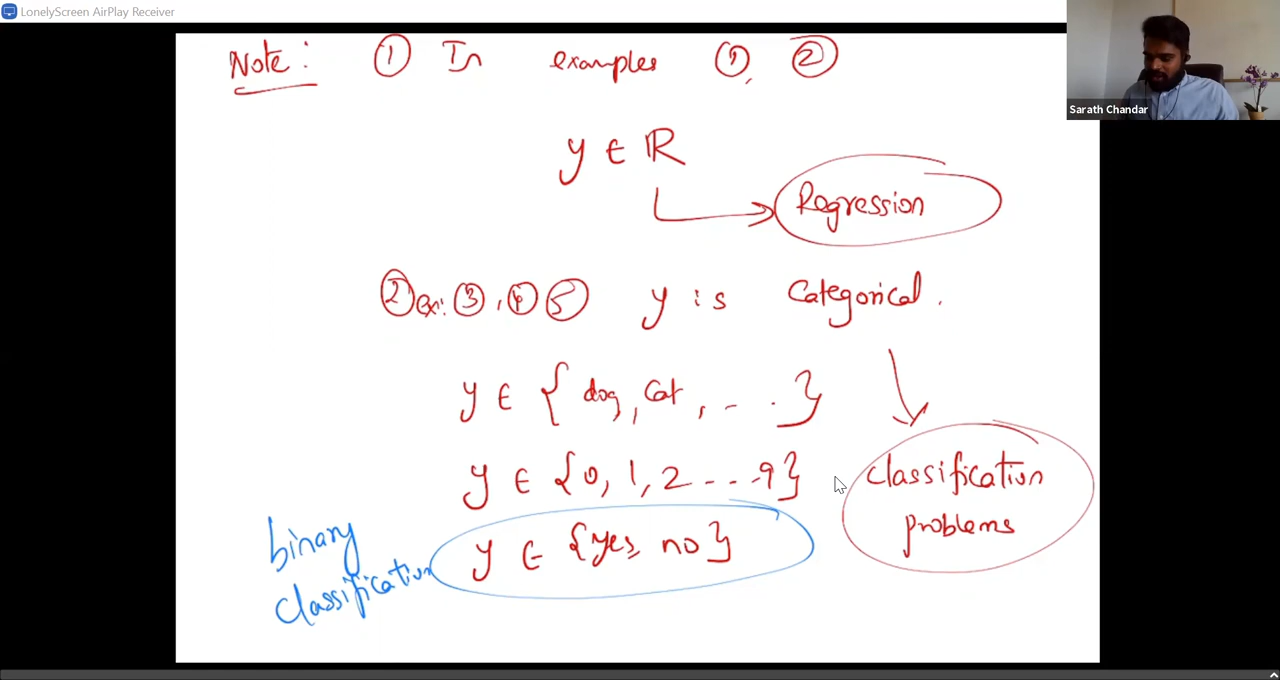 LonelyScreen AirPlay Receiver
Note: ① In examples ①, ②
Sarath Chandar
y ∈ ℝ
Regression
② ex: ③, ④ ⑤ y is Categorical.
y ∈ {dog, Cat, - . . }
y ∈ {0, 1, 2 - - . . 9}
Classification
problems
binary
classification
y ∈ {yes, no}